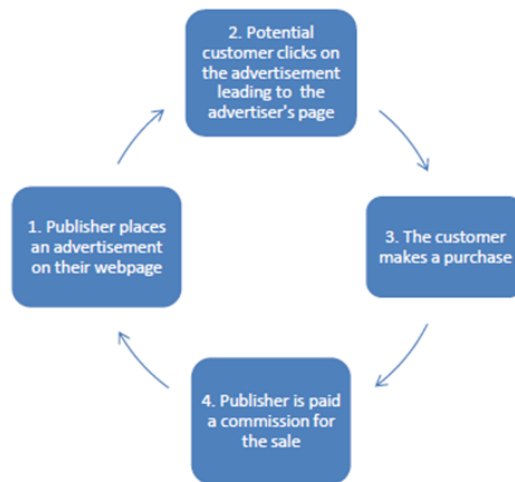 2. Potential
customer clicks on
the advertisement
leading to the
advertiser's page
1. Publisher places
an advertisement
on their webpage
3. The customer
makes a purchase
4. Publisher is paid
a commission for
the sale